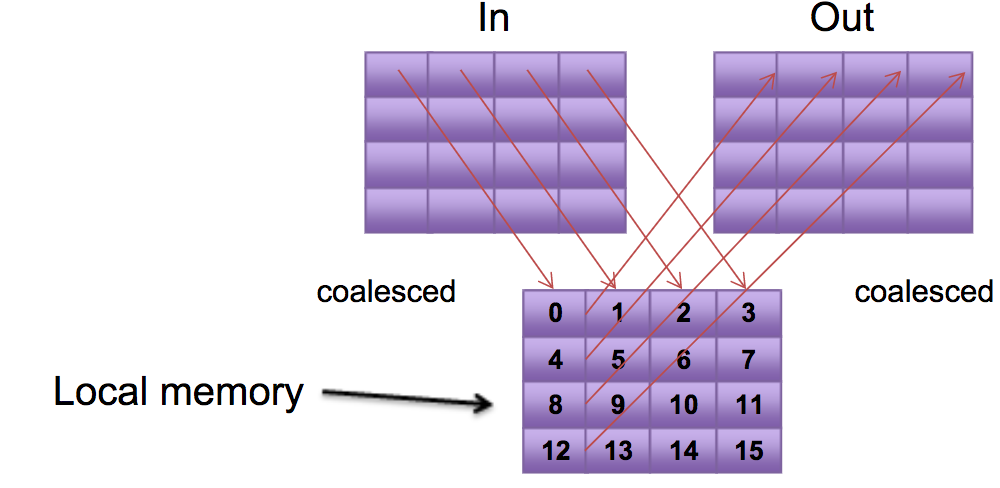 In
Out
coalesced
coalesced
0 1 2 3
4 5 6 7
Local memory
8 9 10 11
12 13 14 15